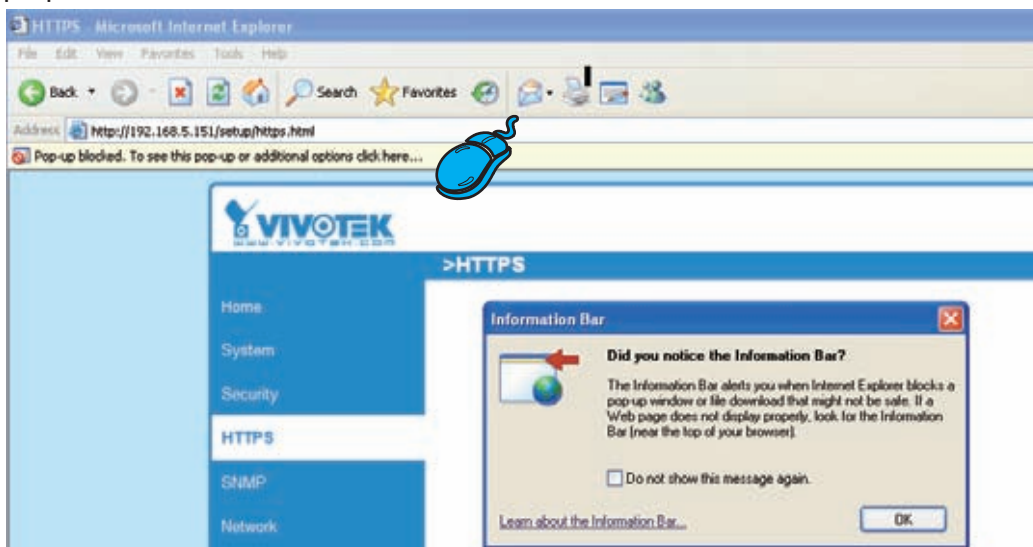 HTTPS Microsoft Internet Explorer
File Edit View Favorites Tools Help
Back Search Favorites
Address http://192.168.5.151/setup/https.html
Pop-up blocked. To see this pop-up or additional options click here...
VIVOTEK
www.vivotek.com
>HTTPS
Home
System
Security
HTTPS
SNMP
Network
Information Bar
Did you notice the Information Bar?
The Information Bar alerts you when Internet Explorer blocks a
pop-up window or file download that might not be safe. If a
Web page does not display properly, look for the Information
Bar (near the top of your browser).
Do not show this message again.
Learn about the Information Bar...
OK